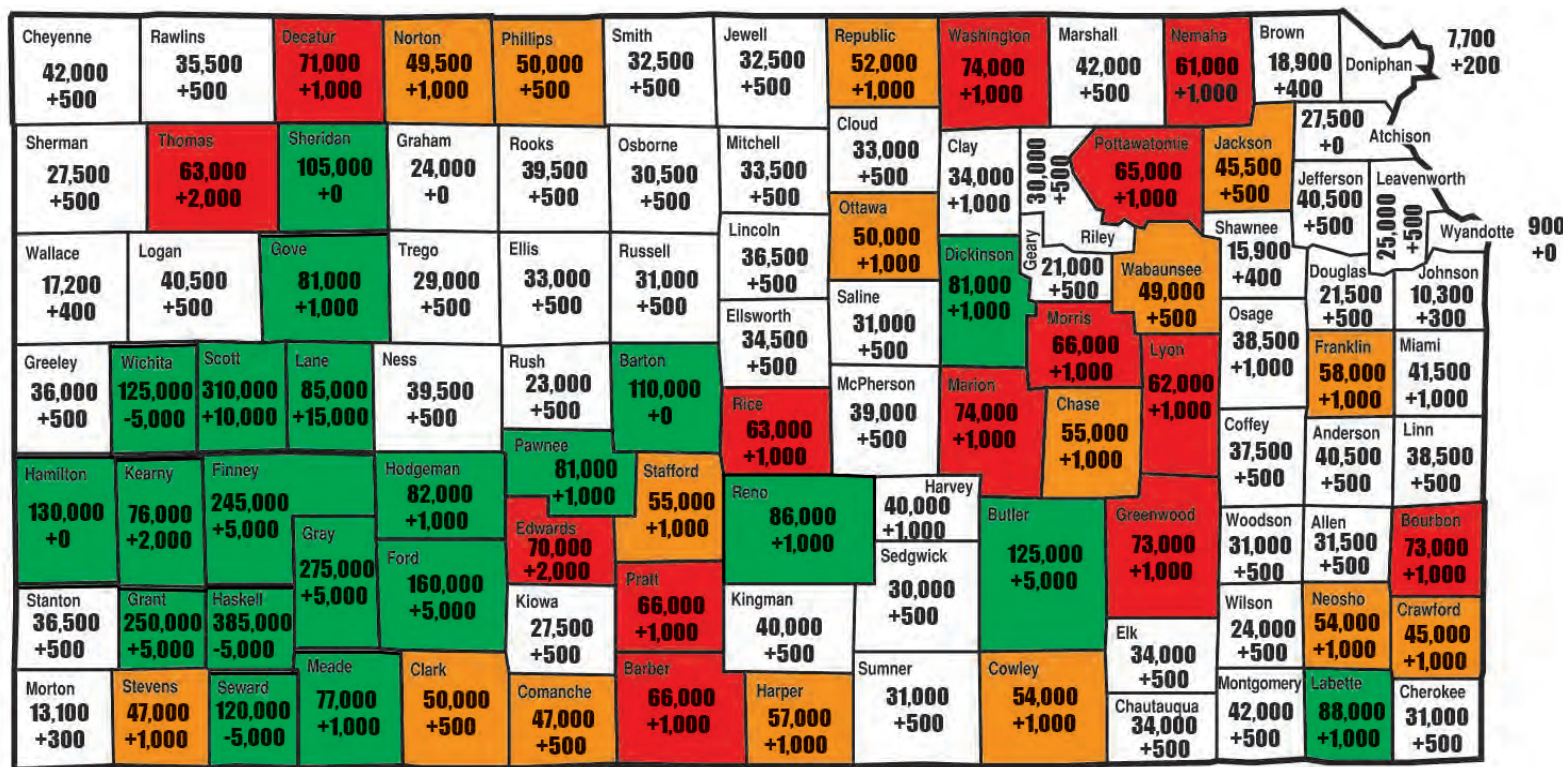 Cheyenne
42,000
+500
Rawlins
35,500
+500
Decatur
71,000
+1,000
Norton
49,500
+1,000
Phillips
50,000
+500
Smith
32,500
+500
Jewell
32,500
+500
Republic
52,000
+1,000
Washington
74,000
+1,000
Marshall
42,000
+500
Nemaha
61,000
+1,000
Brown
18,900
+400
Doniphan
7,700
+200
Sherman
27,500
+500
Thomas
63,000
+2,000
Sheridan
105,000
+0
Graham
24,000
+0
Rooks
39,500
+500
Osborne
30,500
+500
Mitchell
33,500
+500
Cloud
33,000
+500
Clay
34,000
+1,000
30,000
+500
Riley
Pottawatomie
65,000
+1,000
Jackson
45,500
+500
27,500
+0
Atchison
Jefferson
40,500
+500
Leavenworth
25,000
+500
Wyandotte
900
+0
Wallace
17,200
+400
Logan
40,500
+500
Gove
81,000
+1,000
Trego
29,000
+500
Ellis
33,000
+500
Russell
31,000
+500
Lincoln
36,500
+500
Ottawa
50,000
+1,000
Dickinson
81,000
+1,000
Geary
21,000
+500
Wabaunsee
49,000
+500
Shawnee
15,900
+400
Douglas
21,500
+500
Johnson
10,300
+300
Ellsworth
34,500
+500
Saline
31,000
+500
Morris
66,000
+1,000
Lyon
62,000
+1,000
Osage
38,500
+1,000
Franklin
58,000
+1,000
Miami
41,500
+1,000
Greeley
36,000
+500
Wichita
125,000
-5,000
Scott
310,000
+10,000
Lane
85,000
+15,000
Ness
39,500
+500
Rush
23,000
+500
Barton
110,000
+0
Rice
63,000
+1,000
McPherson
39,000
+500
Marion
74,000
+1,000
Chase
55,000
+1,000
Coffey
37,500
+500
Anderson
40,500
+500
Linn
38,500
+500
Hamilton
130,000
+0
Kearny
76,000
+2,000
Finney
245,000
+5,000
Hodgeman
82,000
+1,000
Pawnee
81,000
+1,000
Stafford
55,000
+1,000
Reno
86,000
+1,000
Harvey
40,000
+1,000
Butler
125,000
+5,000
Greenwood
73,000
+1,000
Woodson
31,000
+500
Allen
31,500
+500
Bourbon
73,000
+1,000
Gray
275,000
+5,000
Ford
160,000
+5,000
Edwards
70,000
+2,000
Pratt
66,000
+1,000
Sedgwick
30,000
+500
Stanton
36,500
+500
Grant
250,000
+5,000
Haskell
385,000
-5,000
Kiowa
27,500
+500
Kingman
40,000
+500
Elk
34,000
+500
Wilson
24,000
+500
Neosho
54,000
+1,000
Crawford
45,000
+1,000
Morton
13,100
+300
Stevens
47,000
+1,000
Seward
120,000
-5,000
Meade
77,000
+1,000
Clark
50,000
+500
Comanche
47,000
+500
Barber
66,000
+1,000
Harper
57,000
+1,000
Sumner
31,000
+500
Cowley
54,000
+1,000
Chautauqua
34,000
+500
Montgomery
42,000
+500
Labette
88,000
+1,000
Cherokee
31,000
+500